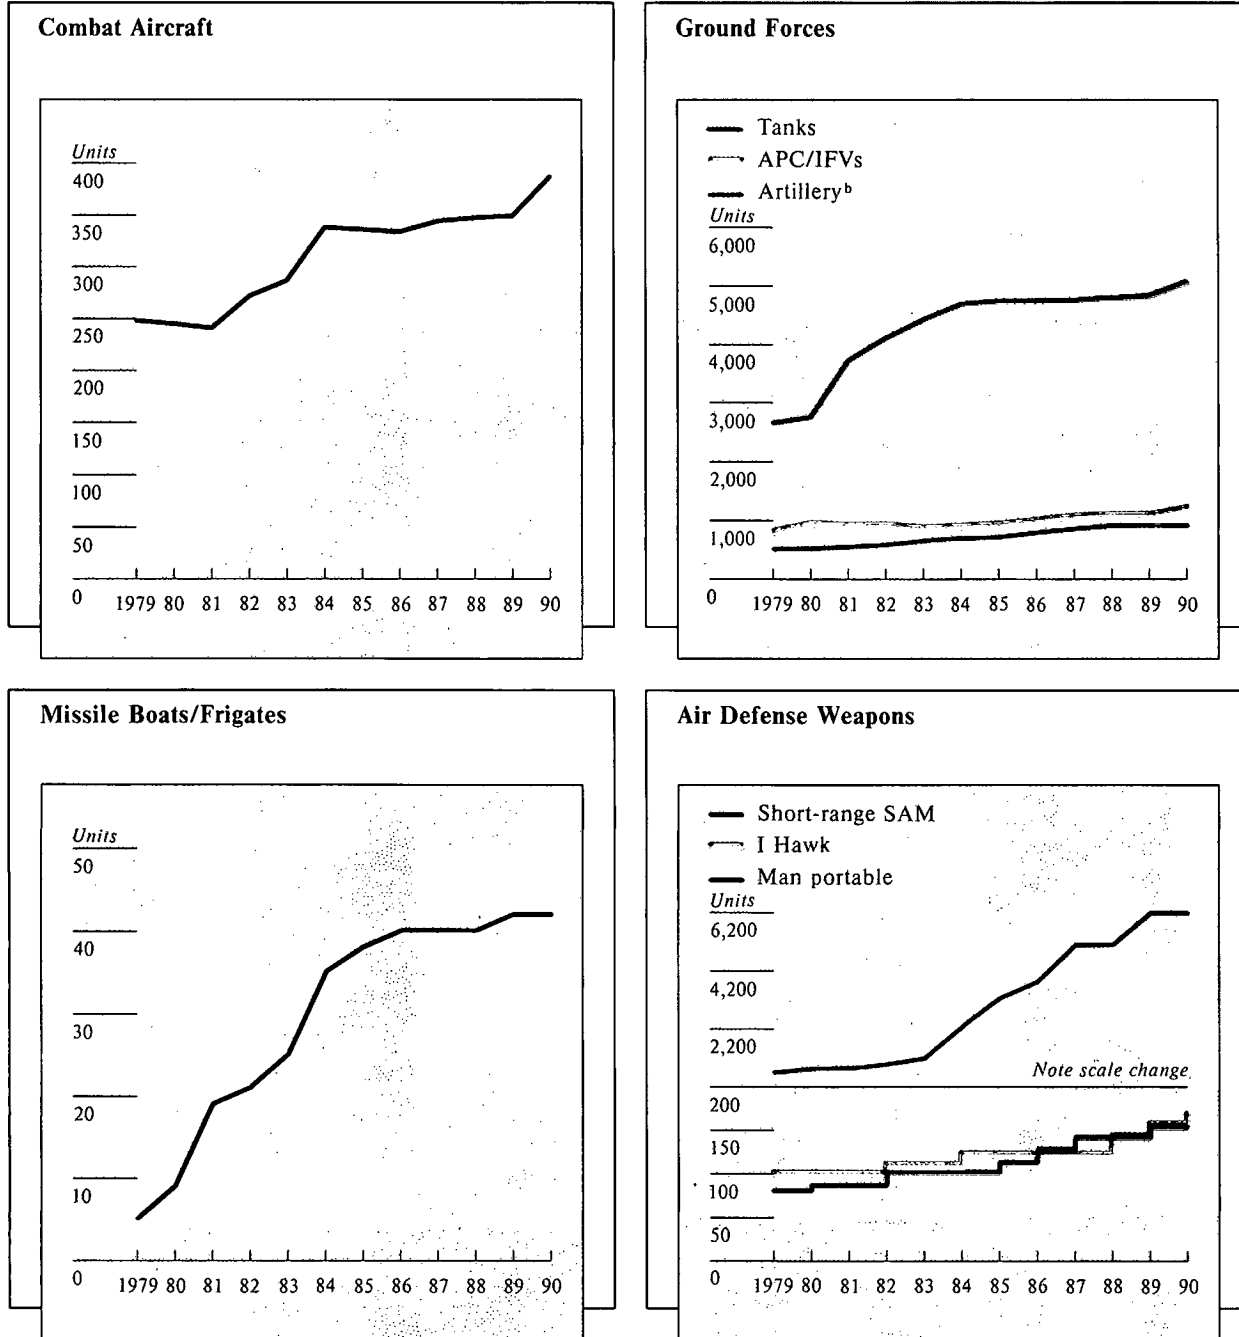 Combat Aircraft
Units
400
350
300
250
200
150
100
50
0
1979 80 81 82 83 84 85 86 87 88 89 90
Ground Forces
Tanks
APC/IFVs
Artillery b
Units
6,000
5,000
4,000
3,000
2,000
1,000
0
1979 80 81 82 83 84 85 86 87 88 89 90
Missile Boats/Frigates
Units
50
40
30
20
10
0
1979 80 81 82 83 84 85 86 87 88 89 90
Air Defense Weapons
Short-range SAM
I Hawk
Man portable
Units
6,200
4,200
2,200
Note scale change
200
150
100
50
0
1979 80 81 82 83 84 85 86 87 88 89 90